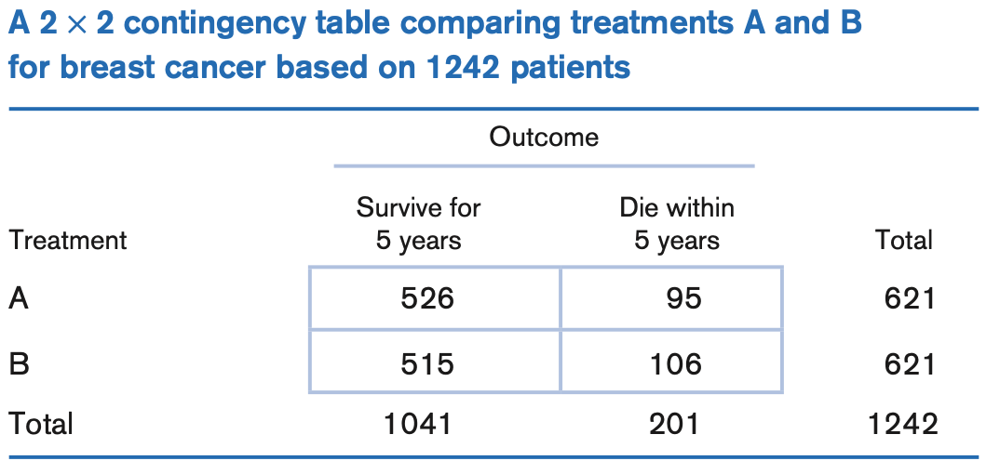 A 2 × 2 contingency table comparing treatments A and B
for breast cancer based on 1242 patients
Outcome
Survive for Die within
Treatment 5 years 5 years Total
A 526 95 621
B 515 106 621
Total 1041 201 1242